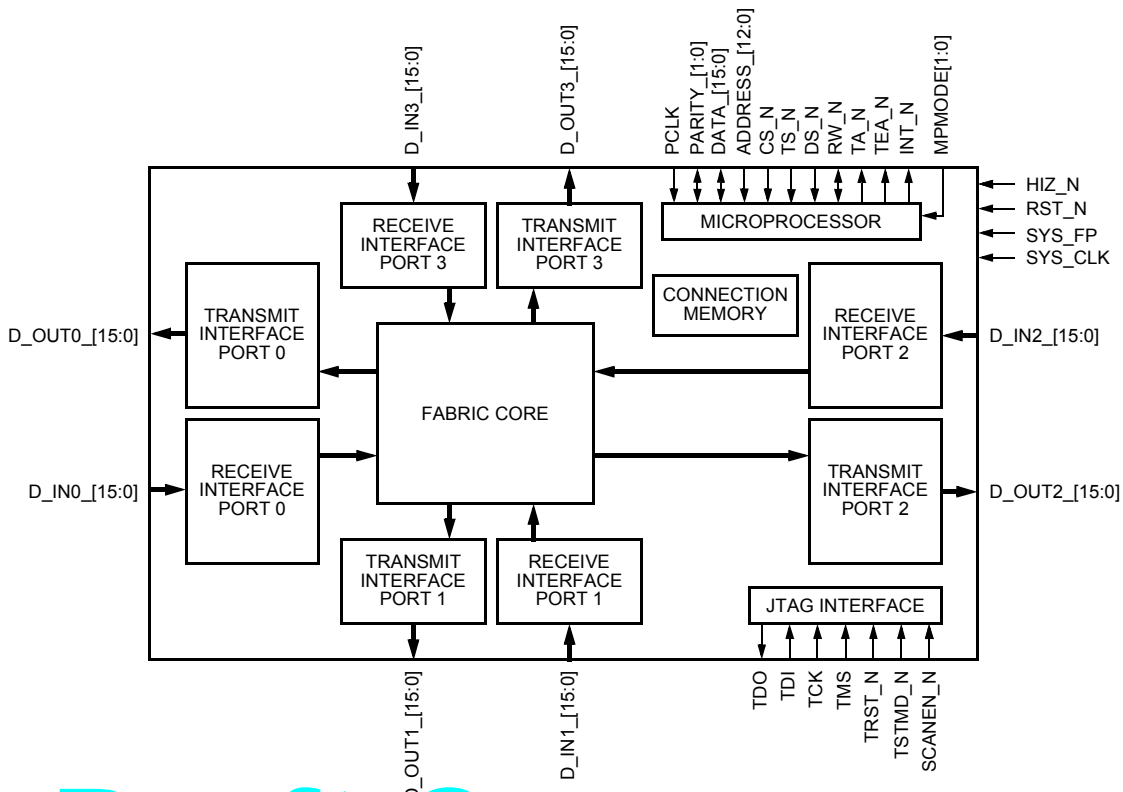 D_IN3_[15:0]
D_OUT3_[15:0]
PCLK
PARITY_[1:0]
DATA_[15:0]
ADDRESS_[12:0]
CS_N
TS_N
DS_N
RW_N
TA_N
TEA_N
INT_N
MPMODE[1:0]
HIZ_N
RST_N
SYS_FP
SYS_CLK
RECEIVE
INTERFACE
PORT 3
TRANSMIT
INTERFACE
PORT 3
MICROPROCESSOR
TRANSMIT
INTERFACE
PORT 0
CONNECTION
MEMORY
RECEIVE
INTERFACE
PORT 2
D_OUT0_[15:0]
D_IN2_[15:0]
FABRIC CORE
D_IN0_[15:0]
RECEIVE
INTERFACE
PORT 0
TRANSMIT
INTERFACE
PORT 2
D_OUT2_[15:0]
TRANSMIT
INTERFACE
PORT 1
RECEIVE
INTERFACE
PORT 1
JTAG INTERFACE
D_OUT1_[15:0]
D_IN1_[15:0]
TDO
TDI
TCK
TMS
TRST_N
TSTMD_N
SCANEN_N